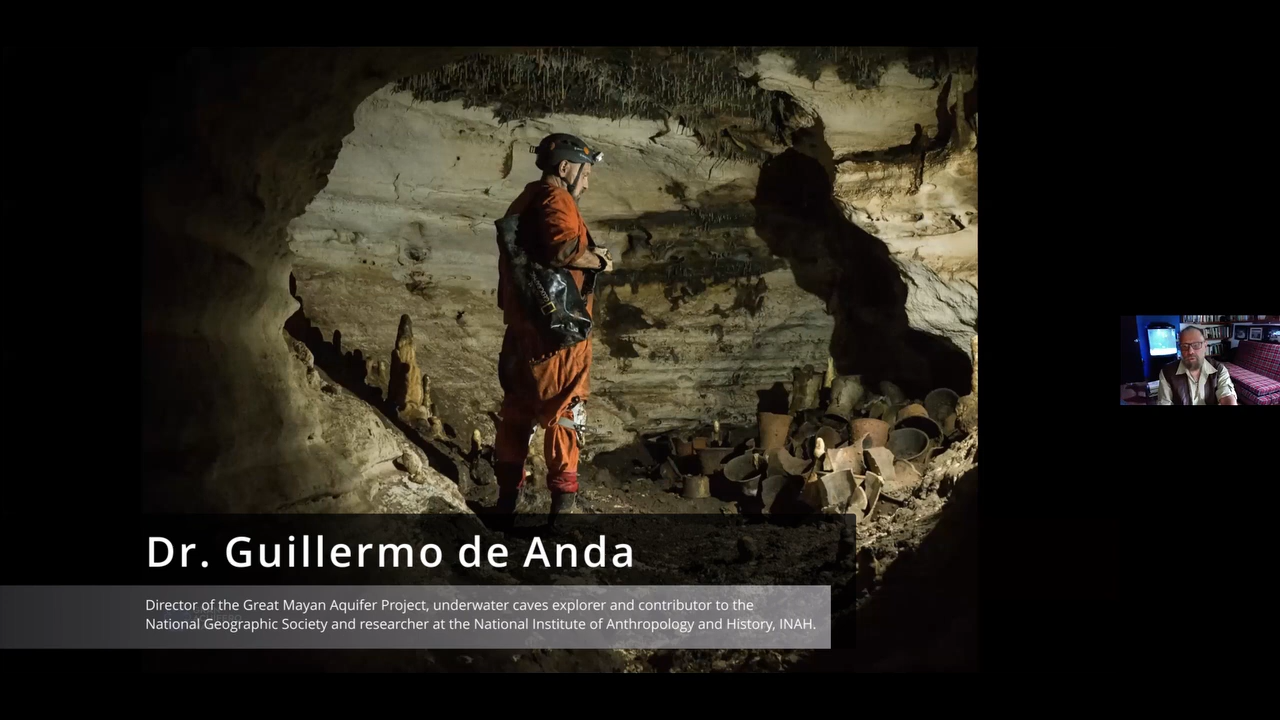 Dr. Guillermo de Anda
Director of the Great Mayan Aquifer Project, underwater caves explorer and contributor to the
National Geographic Society and researcher at the National Institute of Anthropology and History, INAH.